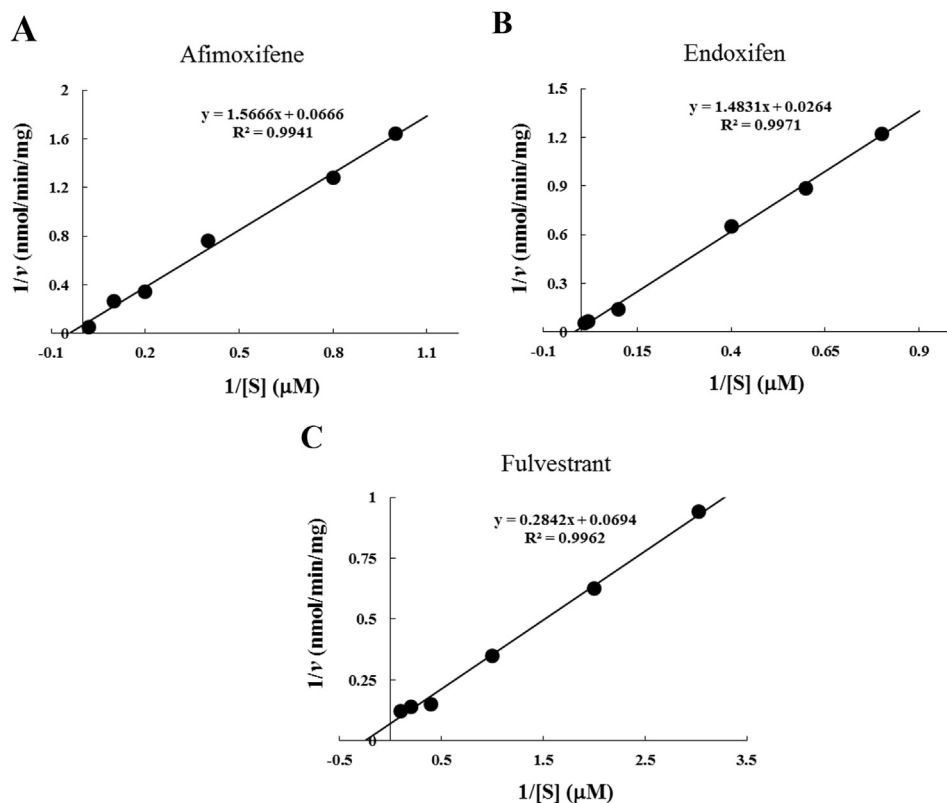 A
Afimoxifene
y = 1.5666x + 0.0666
R² = 0.9941
2
1.6
1.2
0.8
0.4
0
-0.1
0.2
0.5
0.8
1.1
1/v (nmol/min/mg)
1/[S] (μM)
B
Endoxifen
y = 1.4831x + 0.0264
R² = 0.9971
1.5
1.2
0.9
0.6
0.3
0
-0.1
0.15
0.4
0.65
0.9
1/v (nmol/min/mg)
1/[S] (μM)
C
Fulvestrant
y = 0.2842x + 0.0694
R² = 0.9962
1
0.75
0.5
0.25
0
-0.5
0.5
1.5
2.5
3.5
1/v (nmol/min/mg)
1/[S] (μM)